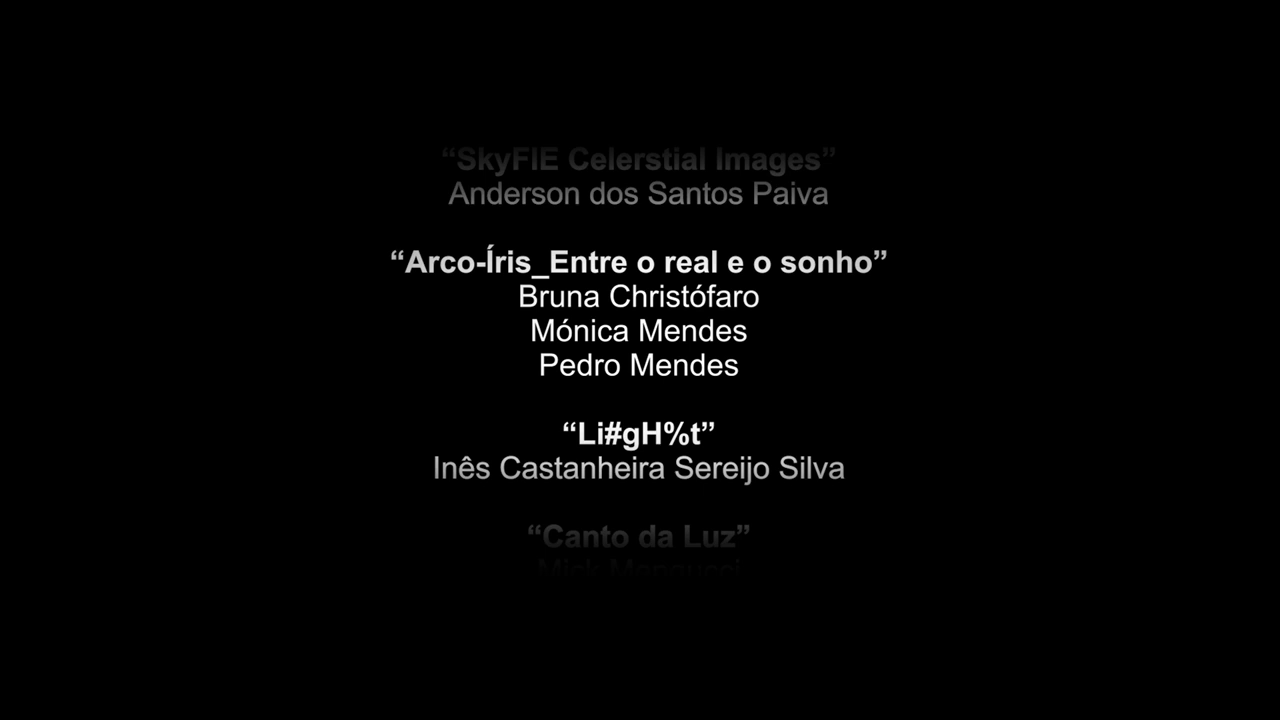 “SkyFIE Celerstial Images”
Anderson dos Santos Paiva
“Arco-Íris_Entre o real e o sonho”
Bruna Christófaro
Mónica Mendes
Pedro Mendes
“Li#gH%t”
Inês Castanheira Sereijo Silva
“Canto da Luz”
Mick